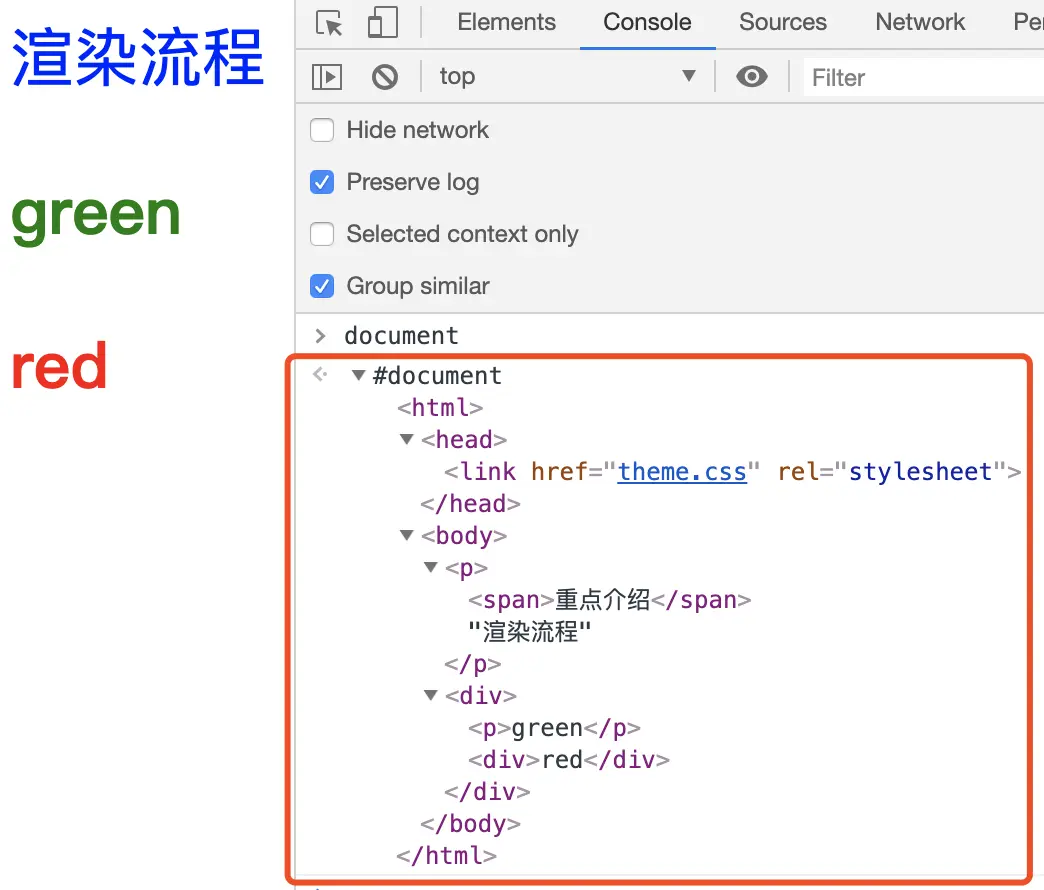 渲染流程
green
red
Elements Console Sources Network Pe
top Filter
Hide network
Preserve log
Selected context only
Group similar
document
#document
<html>
<head>
<link href="theme.css" rel="stylesheet">
</head>
<body>
<p>
<span>重点介绍</span>
"渲染流程"
</p>
<div>
<p>green</p>
<div>red</div>
</div>
</body>
</html>